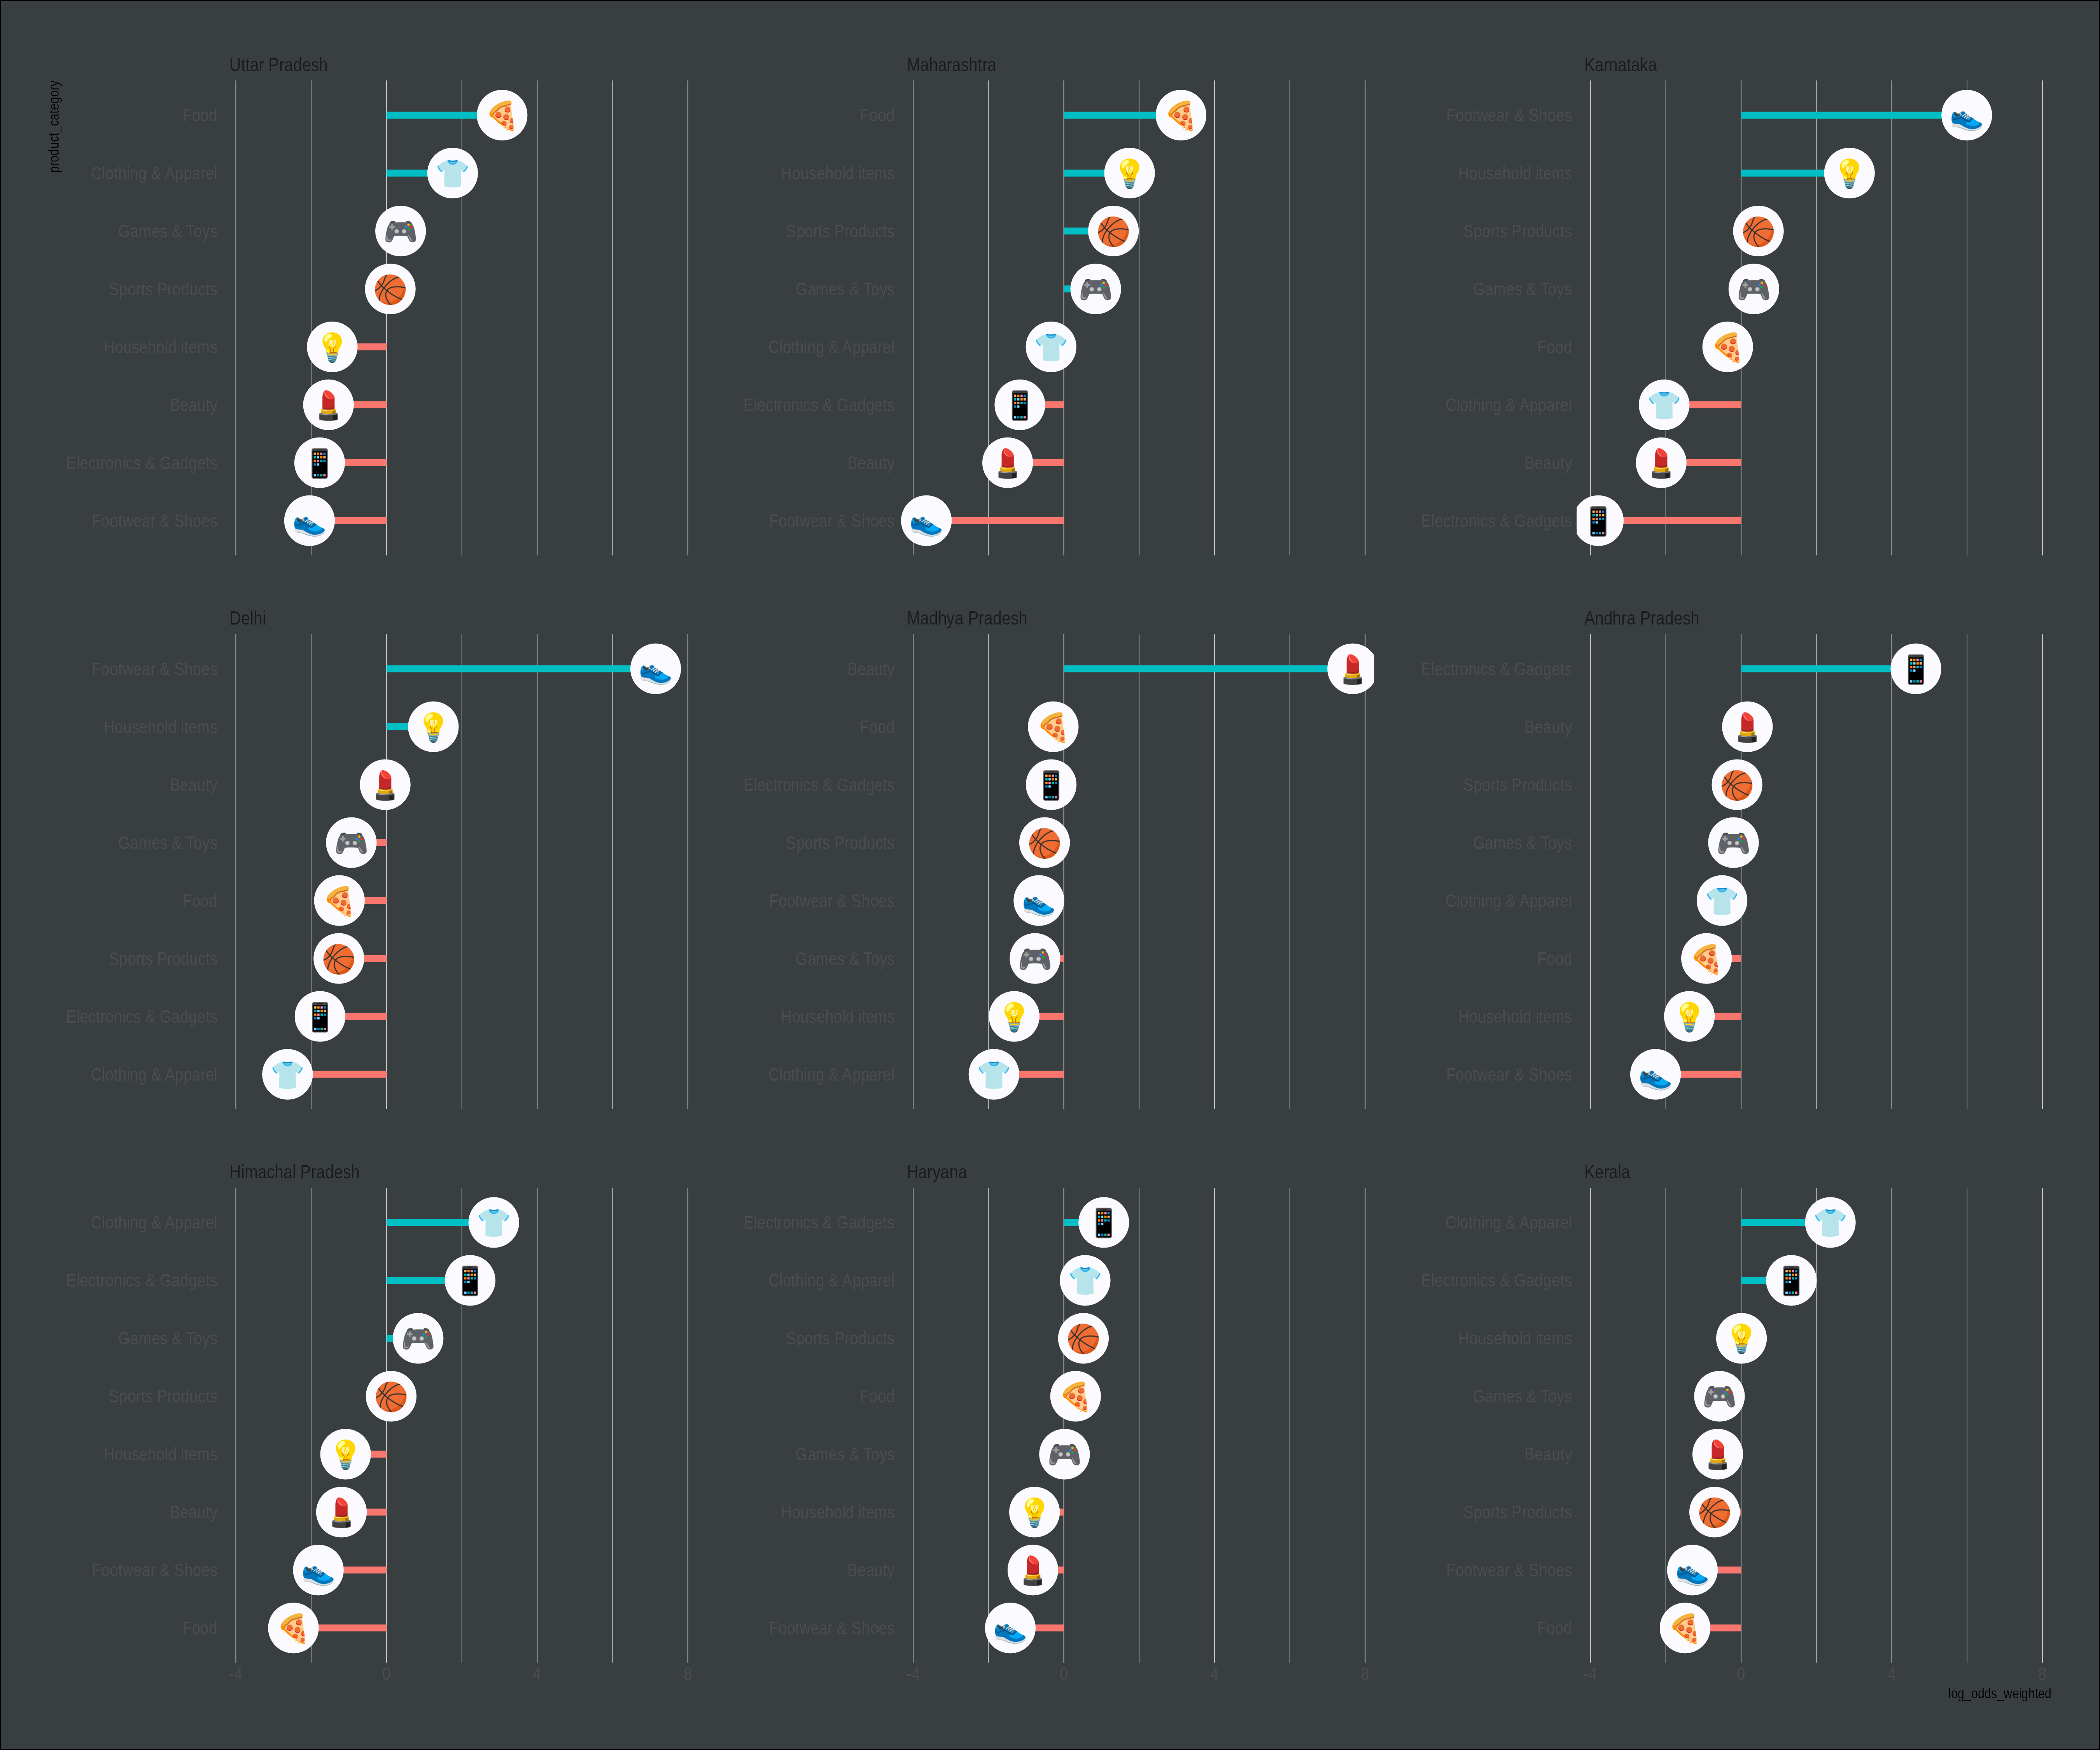 product_category
Uttar Pradesh
Food
Clothing & Apparel
Games & Toys
Sports Products
Household items
Beauty
Electronics & Gadgets
Footwear & Shoes
Maharashtra
Food
Household items
Sports Products
Games & Toys
Clothing & Apparel
Electronics & Gadgets
Beauty
Footwear & Shoes
Karnataka
Footwear & Shoes
Household items
Sports Products
Games & Toys
Food
Clothing & Apparel
Beauty
Electronics & Gadgets
Delhi
Footwear & Shoes
Household items
Beauty
Games & Toys
Food
Sports Products
Electronics & Gadgets
Clothing & Apparel
Madhya Pradesh
Beauty
Food
Electronics & Gadgets
Sports Products
Footwear & Shoes
Games & Toys
Household items
Clothing & Apparel
Andhra Pradesh
Electronics & Gadgets
Beauty
Sports Products
Games & Toys
Clothing & Apparel
Food
Household items
Footwear & Shoes
Himachal Pradesh
Clothing & Apparel
Electronics & Gadgets
Games & Toys
Sports Products
Household items
Beauty
Footwear & Shoes
Food
-4 0 4 8
Haryana
Electronics & Gadgets
Clothing & Apparel
Sports Products
Food
Games & Toys
Household items
Beauty
Footwear & Shoes
-4 0 4 8
Kerala
Clothing & Apparel
Electronics & Gadgets
Household items
Games & Toys
Beauty
Sports Products
Footwear & Shoes
Food
-4 0 4 8
log_odds_weighted